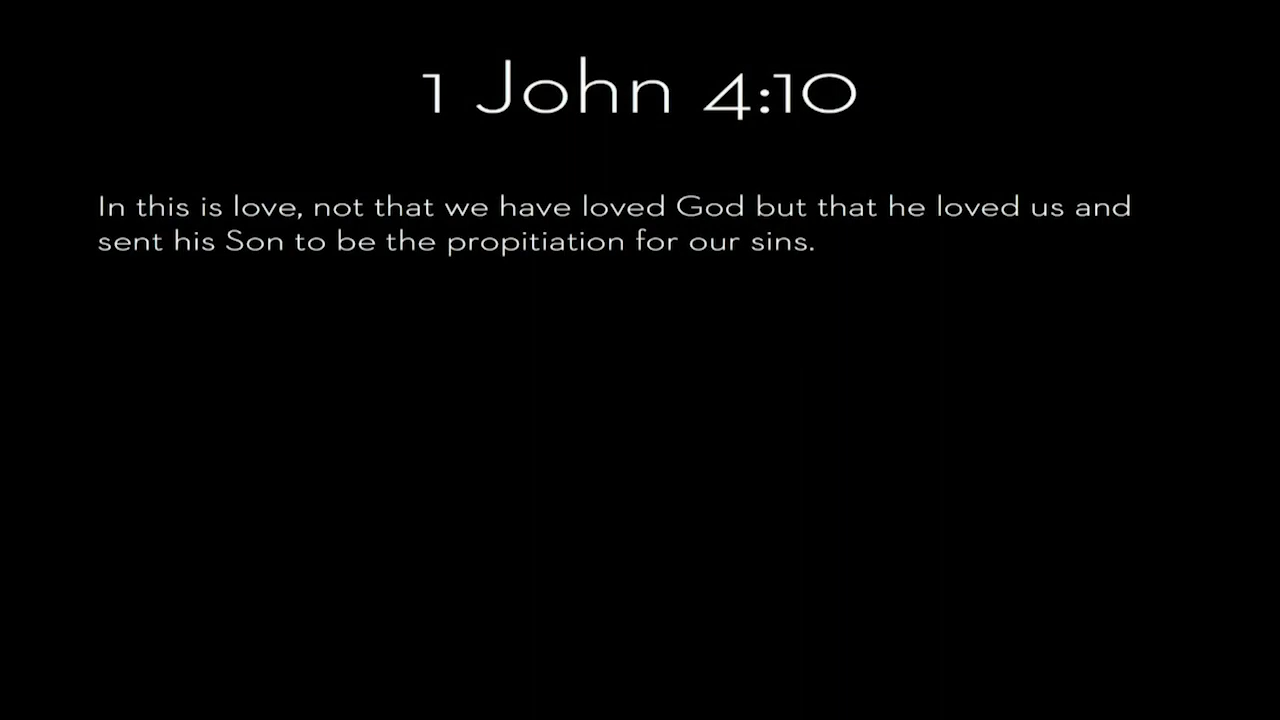 1 John 4:10
In this is love, not that we have loved God but that he loved us and
sent his Son to be the propitiation for our sins.